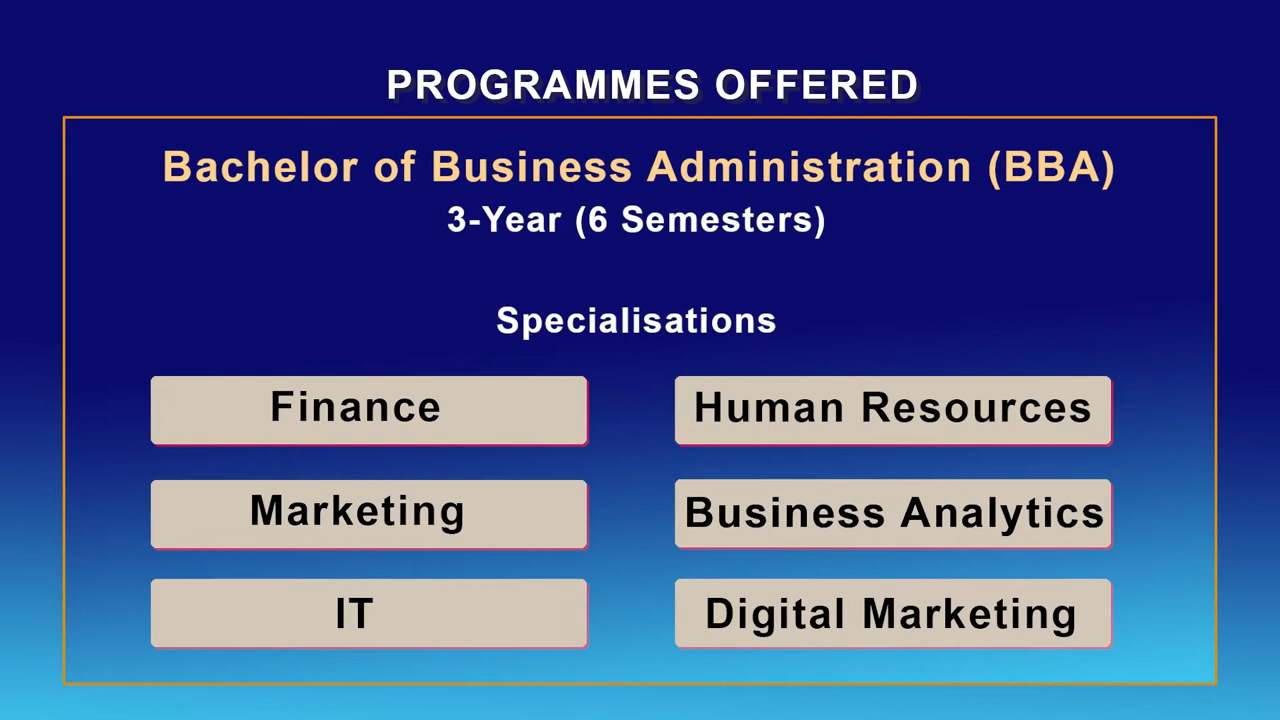 PROGRAMMES OFFERED
Bachelor of Business Administration (BBA)
3-Year (6 Semesters)
Specialisations
Finance
Human Resources
Marketing
Business Analytics
IT
Digital Marketing